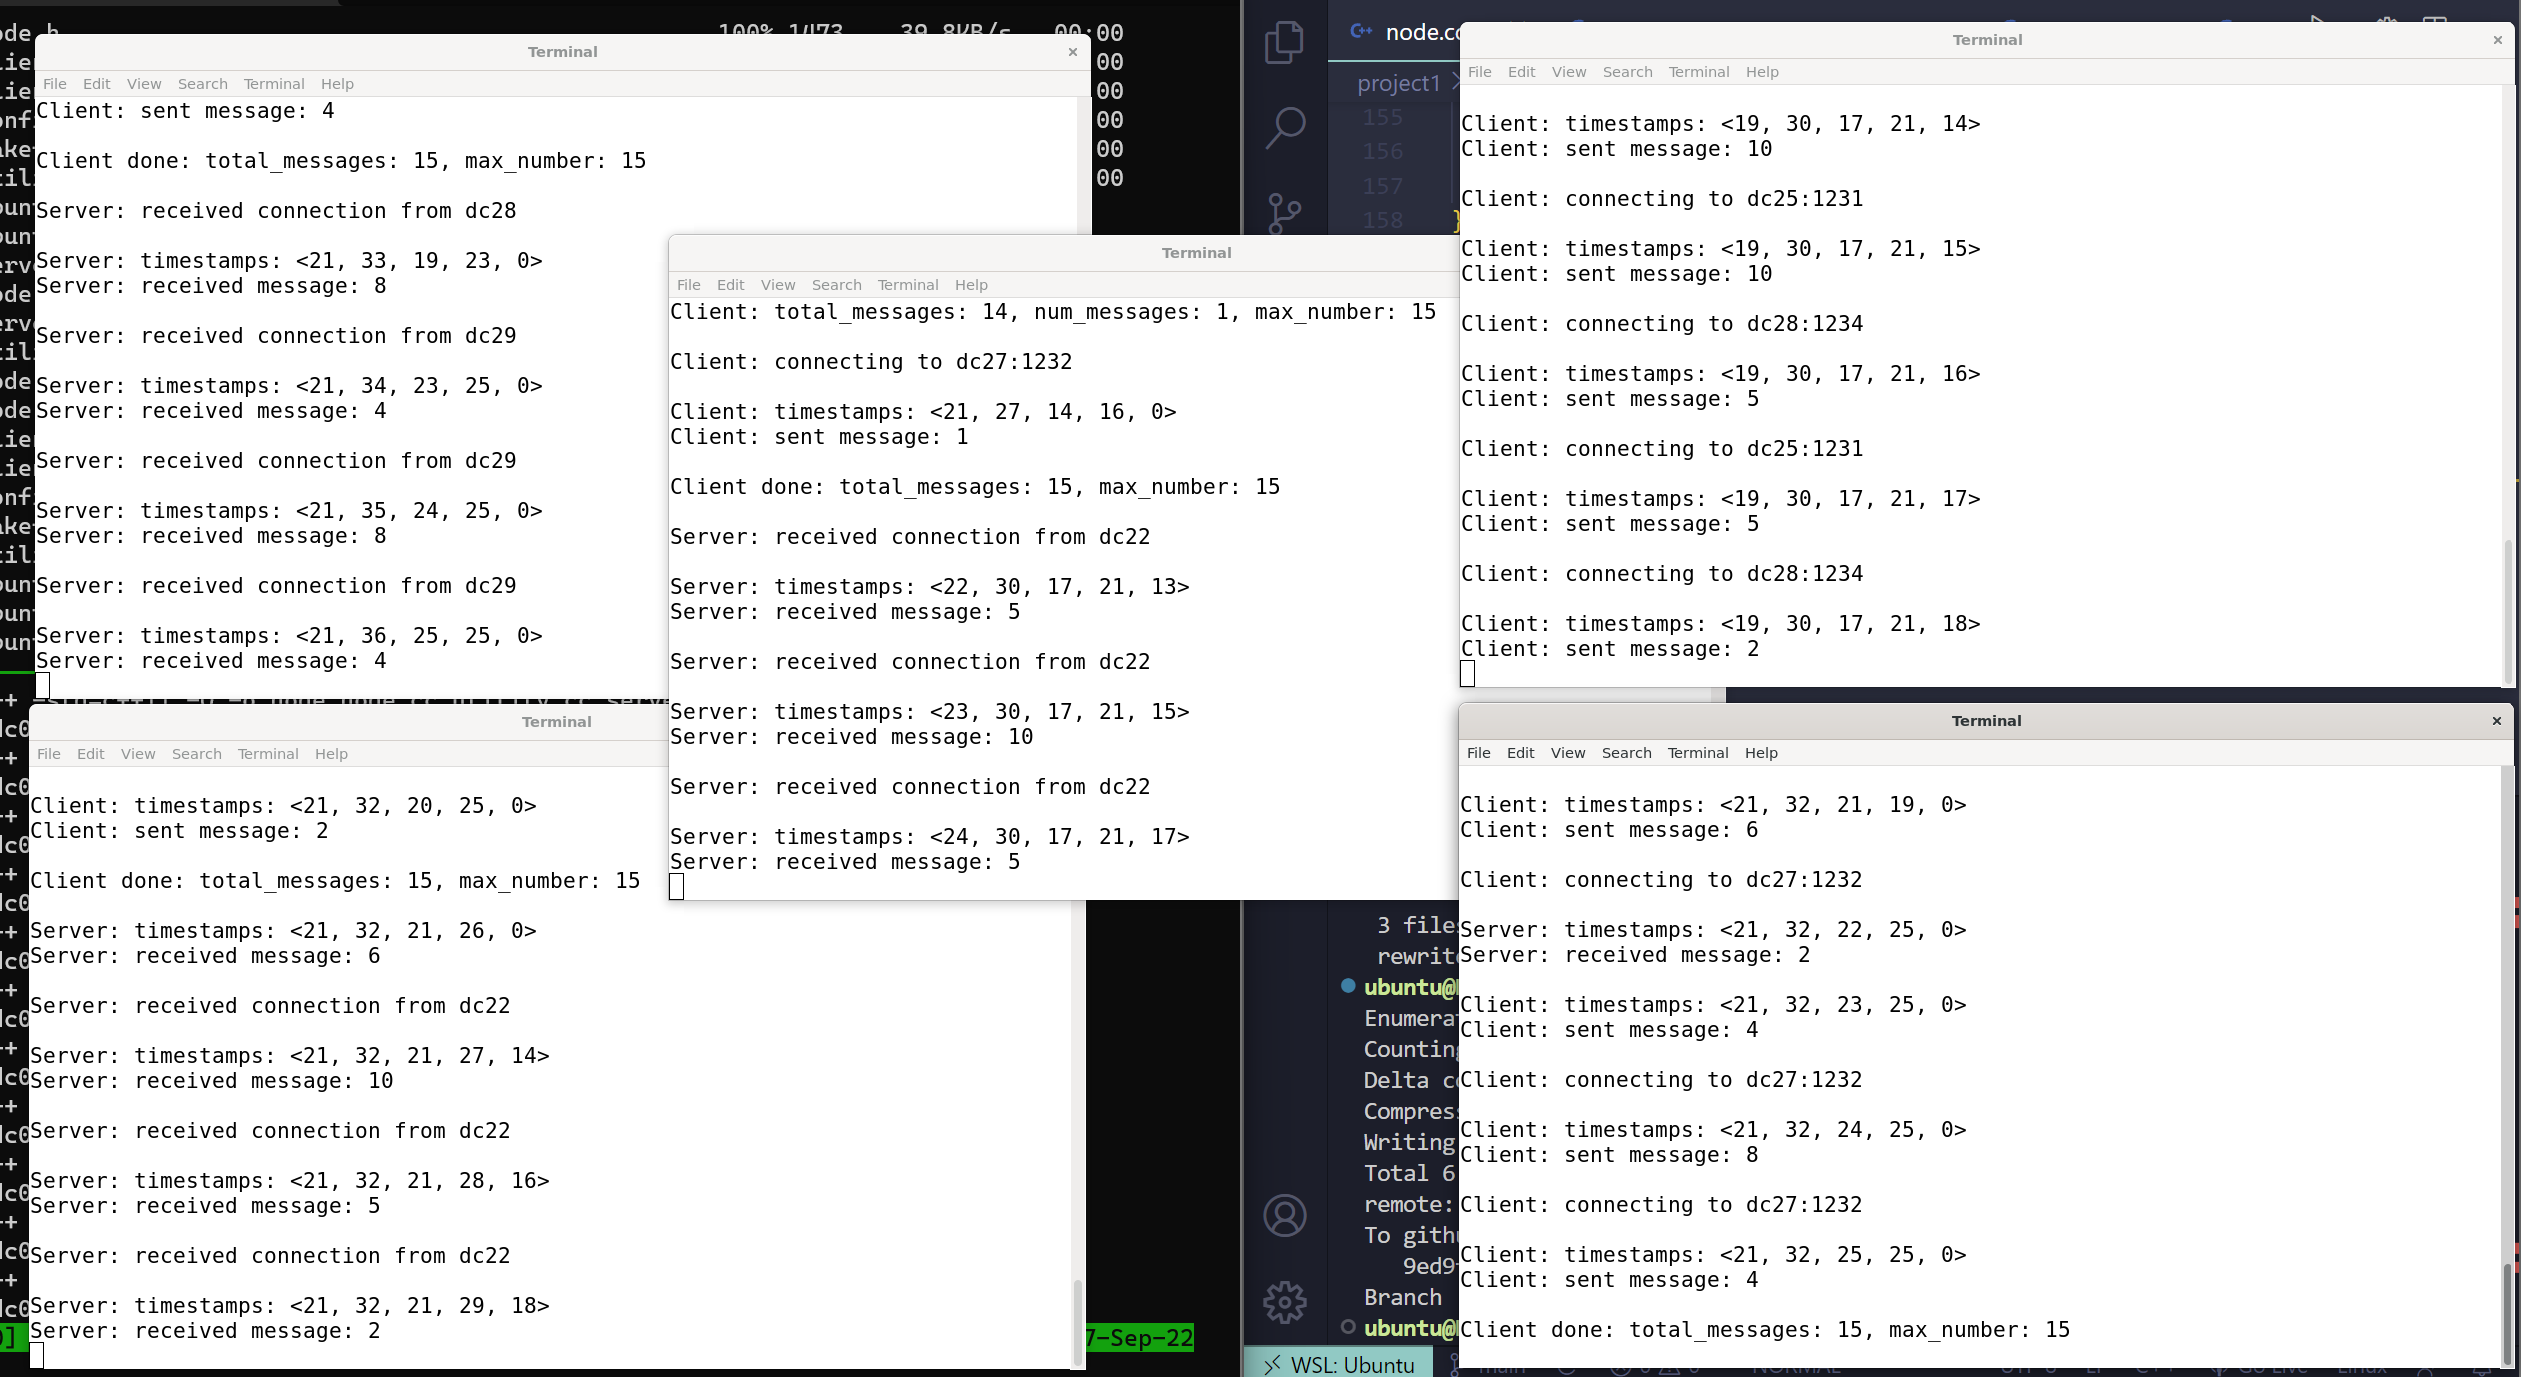 Terminal
File Edit View Search Terminal Help
Client: sent message: 4
Client done: total_messages: 15, max_number: 15
Server: received connection from dc28
Server: timestamps: <21, 33, 19, 23, 0>
Server: received message: 8
Server: received connection from dc29
Server: timestamps: <21, 34, 23, 25, 0>
Server: received message: 4
Server: received connection from dc29
Server: timestamps: <21, 35, 24, 25, 0>
Server: received message: 8
Server: received connection from dc29
Server: timestamps: <21, 36, 25, 25, 0>
Server: received message: 4
Terminal
File Edit View Search Terminal Help
Client: total_messages: 14, num_messages: 1, max_number: 15
Client: connecting to dc27:1232
Client: timestamps: <21, 27, 14, 16, 0>
Client: sent message: 1
Client done: total_messages: 15, max_number: 15
Server: received connection from dc22
Server: timestamps: <22, 30, 17, 21, 13>
Server: received message: 5
Server: received connection from dc22
Server: timestamps: <23, 30, 17, 21, 15>
Server: received message: 10
Server: received connection from dc22
Server: timestamps: <24, 30, 17, 21, 17>
Server: received message: 5
Terminal
File Edit View Search Terminal Help
Client: timestamps: <19, 30, 17, 21, 14>
Client: sent message: 10
Client: connecting to dc25:1231
Client: timestamps: <19, 30, 17, 21, 15>
Client: sent message: 10
Client: connecting to dc28:1234
Client: timestamps: <19, 30, 17, 21, 16>
Client: sent message: 5
Client: connecting to dc25:1231
Client: timestamps: <19, 30, 17, 21, 17>
Client: sent message: 5
Client: connecting to dc28:1234
Client: timestamps: <19, 30, 17, 21, 18>
Client: sent message: 2
Terminal
File Edit View Search Terminal Help
Client: timestamps: <21, 32, 20, 25, 0>
Client: sent message: 2
Client done: total_messages: 15, max_number: 15
Server: timestamps: <21, 32, 21, 26, 0>
Server: received message: 6
Server: received connection from dc22
Server: timestamps: <21, 32, 21, 27, 14>
Server: received message: 10
Server: received connection from dc22
Server: timestamps: <21, 32, 21, 28, 16>
Server: received message: 5
Server: received connection from dc22
Server: timestamps: <21, 32, 21, 29, 18>
Server: received message: 2
Terminal
File Edit View Search Terminal Help
Client: timestamps: <21, 32, 21, 19, 0>
Client: sent message: 6
Client: connecting to dc27:1232
Server: timestamps: <21, 32, 22, 25, 0>
Server: received message: 2
Client: timestamps: <21, 32, 23, 25, 0>
Client: sent message: 4
Client: connecting to dc27:1232
Client: timestamps: <21, 32, 24, 25, 0>
Client: sent message: 8
Client: connecting to dc27:1232
Client: timestamps: <21, 32, 25, 25, 0>
Client: sent message: 4
Client done: total_messages: 15, max_number: 15
project1
155
156
157
158 }
3
ubuntu@
Counting
Delta
Writing
Total 6
remote:
To
9ed9
Branch
ubuntu@
7-Sep-22
WSL: Ubuntu